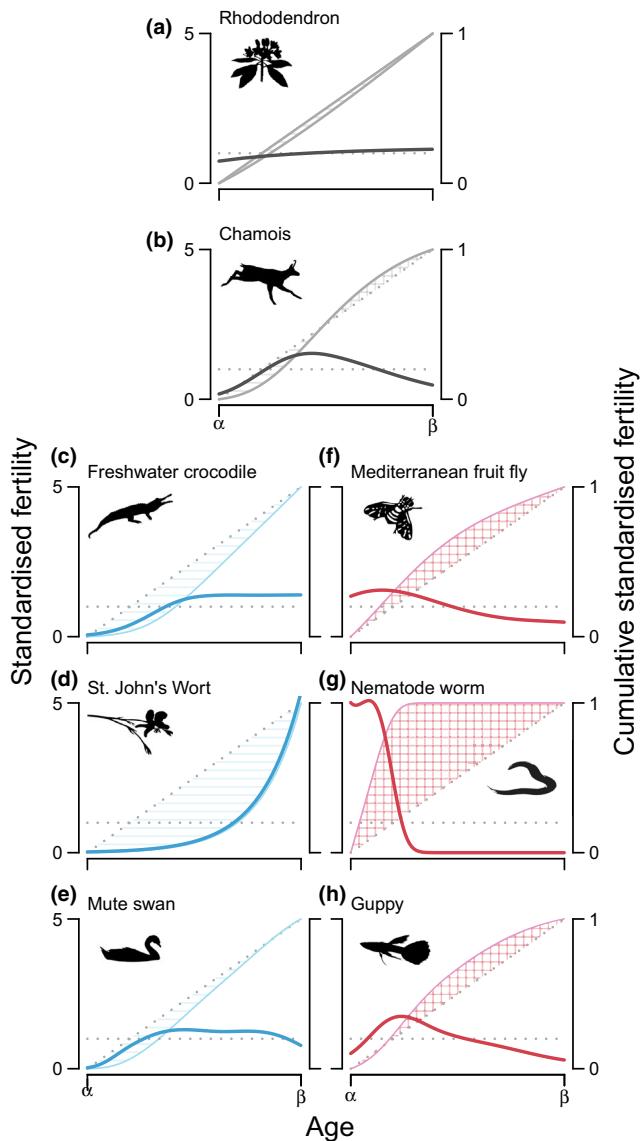 (a) Rhododendron
5 1
0 0
(b) Chamois
5 1
0 0
α β
Standardised fertility
Cumulative standardised fertility
(c) Freshwater crocodile
5
0
(f) Mediterranean fruit fly
1
0
(d) St. John's Wort
5
0
(g) Nematode worm
1
0
(e) Mute swan
5
0
α β
(h) Guppy
1
0
α β
Age